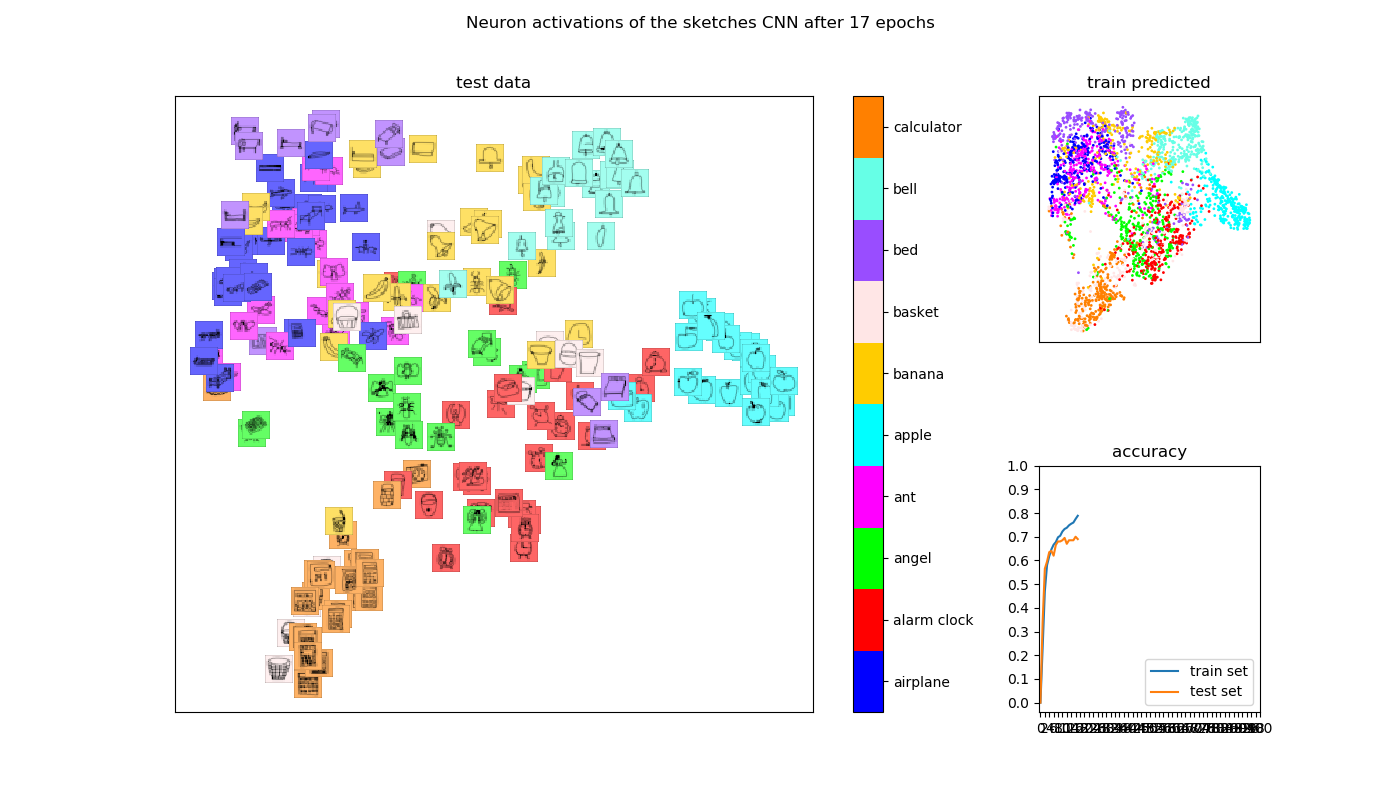 Neuron activations of the sketches CNN after 17 epochs
test data
calculator
bell
bed
basket
banana
apple
ant
angel
alarm clock
airplane
train predicted
accuracy
1.0
0.9
0.8
0.7
0.6
0.5
0.4
0.3
0.2
0.1
0.0
train set
test set